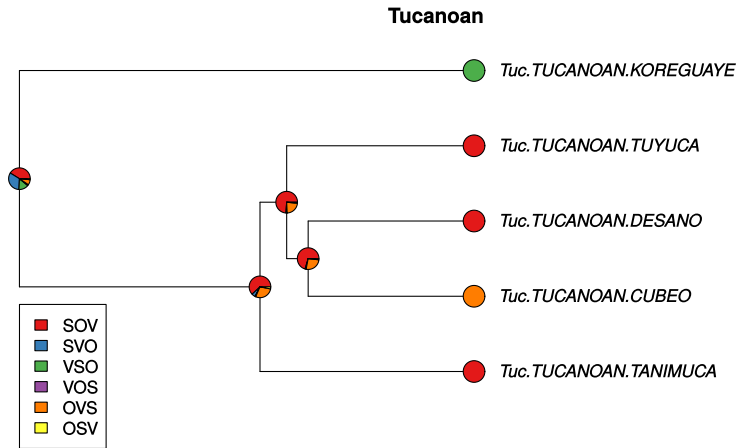 Tucanoan
Tuc.TUCANOAN.KOREGUAYE
Tuc.TUCANOAN.TUYUCA
Tuc.TUCANOAN.DESANO
Tuc.TUCANOAN.CUBEO
Tuc.TUCANOAN.TANIMUCA
SOV
SVO
VSO
VOS
OVS
OSV